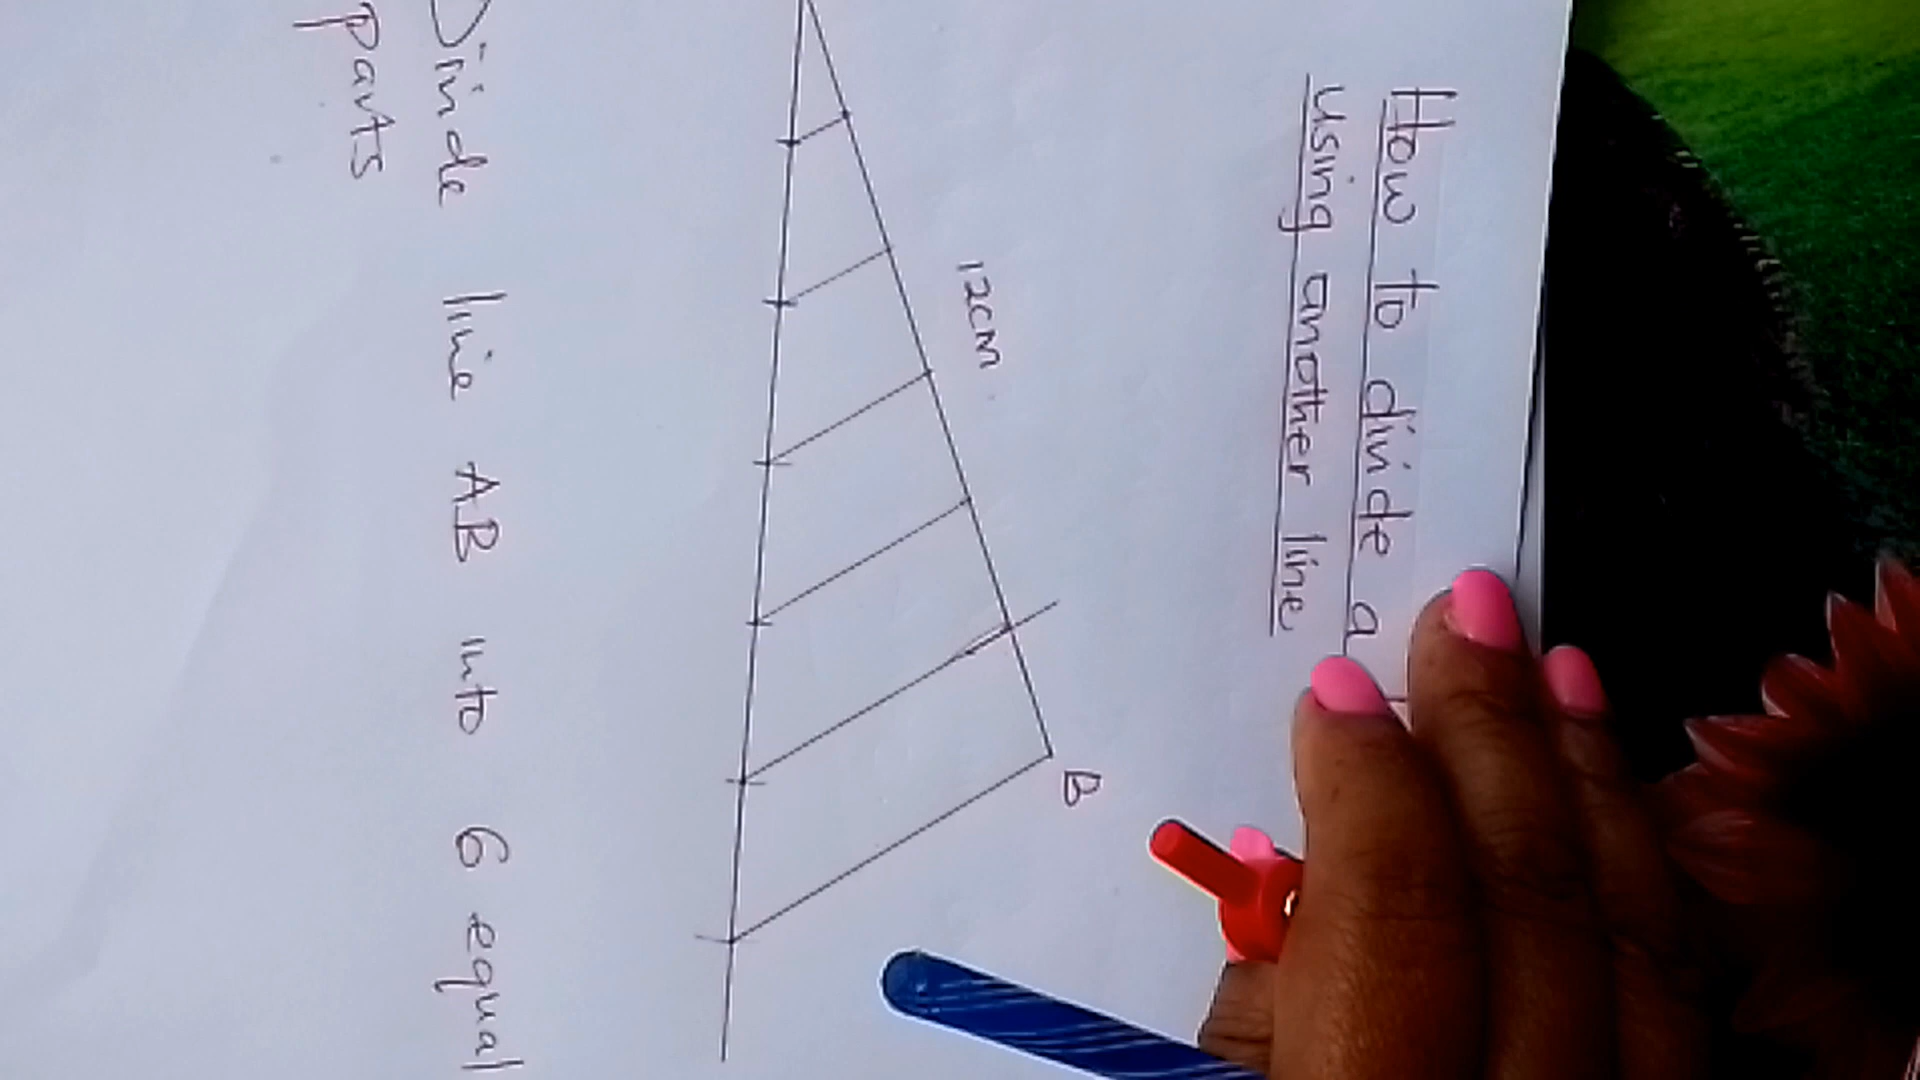 How to divide a
using another line
12cm
B
Divide line AB into 6 equal
parts